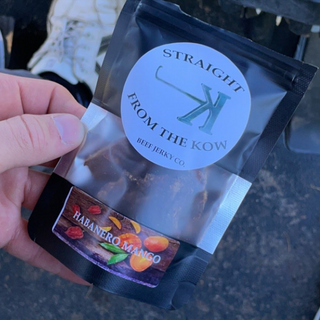 STRAIGHT
K
FROM THE KOW
BEEF JERKY CO.
HABANERO MANGO